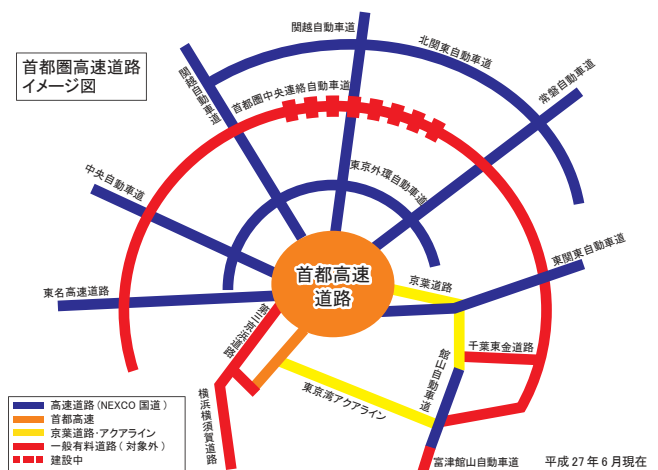 首都圏高速道路
イメージ図
関越自動車道
関越自動車道
北関東自動車道
常磐自動車道
首都圏中央連絡自動車道
東京外環自動車道
中央自動車道
東名高速道路
首都高速
道路
東関東自動車道
京葉道路
第三京浜道路
千葉東金道路
館山自動車道
東京湾アクアライン
横浜横須賀道路
富津館山自動車道
高速道路(NEXCO 国道)
首都高速
京葉道路・アクアライン
一般有料道路(対象外)
建設中
平成27年6月現在